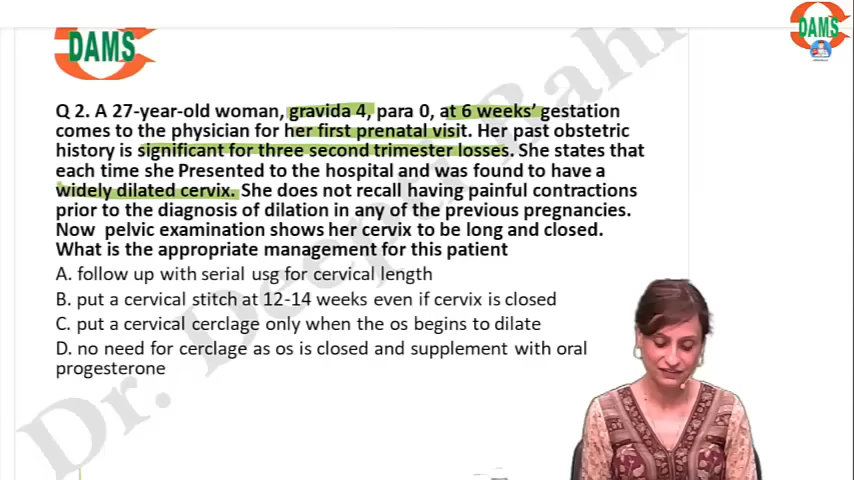 DAMS
DAMS
Q 2. A 27-year-old woman, gravida 4, para 0, at 6 weeks' gestation
comes to the physician for her first prenatal visit. Her past obstetric
history is significant for three second trimester losses. She states that
each time she Presented to the hospital and was found to have a
widely dilated cervix. She does not recall having painful contractions
prior to the diagnosis of dilation in any of the previous pregnancies.
Now pelvic examination shows her cervix to be long and closed.
What is the appropriate management for this patient
A. follow up with serial usg for cervical length
B. put a cervical stitch at 12-14 weeks even if cervix is closed
C. put a cervical cerclage only when the os begins to dilate
D. no need for cerclage as os is closed and supplement with oral
progesterone
Dr. Deepti Bahl